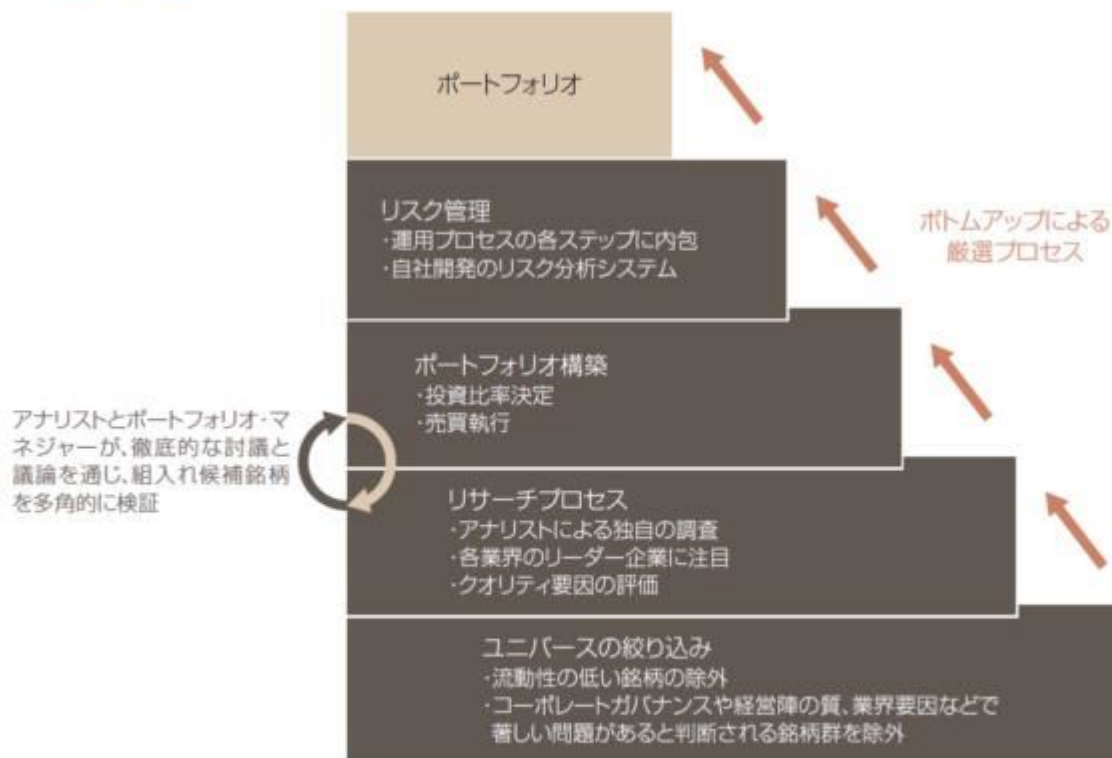 ポートフォリオ
リスク管理
・運用プロセスの各ステップに内包
・自社開発のリスク分析システム
ボトムアップによる
厳選プロセス
ポートフォリオ構築
・投資比率決定
・売買執行
アナリストとポートフォリオ・マ
ネジャーが、徹底的な討議と
議論を通じ、組入れ候補銘柄
を多角的に検証
リサーチプロセス
・アナリストによる独自の調査
・各業界のリーダー企業に注目
・クオリティ要因の評価
ユニバースの絞り込み
・流動性の低い銘柄の除外
・コーポレートガバナンスや経営陣の質、業界要因などで
著しい問題があると判断される銘柄群を除外